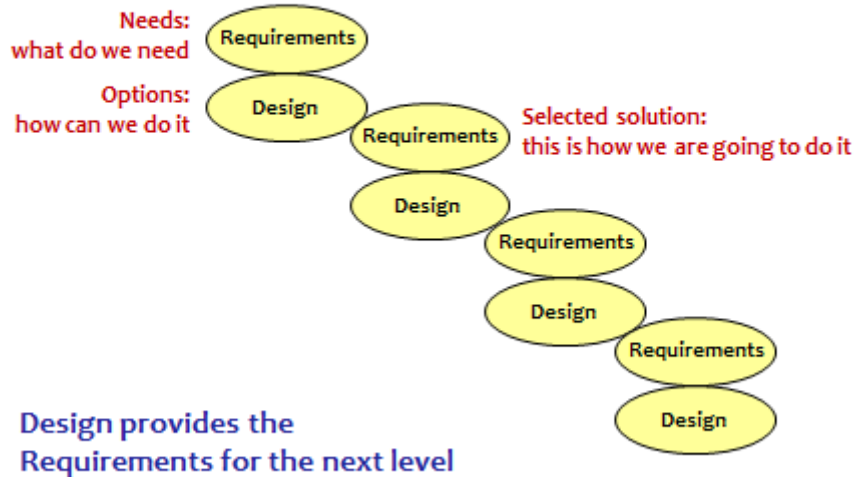 Needs:
what do we need
Requirements
Options:
how can we do it
Design
Requirements
Selected solution:
this is how we are going to do it
Design
Requirements
Design
Requirements
Design
Design provides the
Requirements for the next level